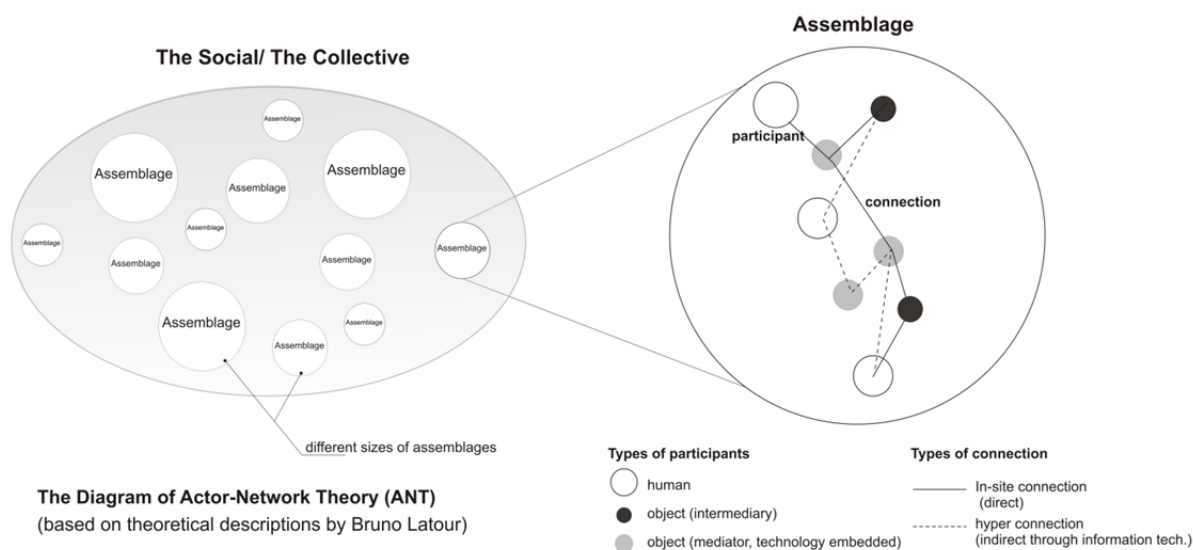 Assemblage
The Social/ The Collective
Assemblage
Assemblage
Assemblage
Assemblage
Assemblage
Assemblage
Assemblage
Assemblage
Assemblage
Assemblage
Assemblage
Assemblage
different sizes of assemblages
participant
connection
The Diagram of Actor-Network Theory (ANT)
(based on theoretical descriptions by Bruno Latour)
Types of participants
human
object (intermediary)
object (mediator, technology embedded)
Types of connection
In-site connection
(direct)
hyper connection
(indirect through information tech.)